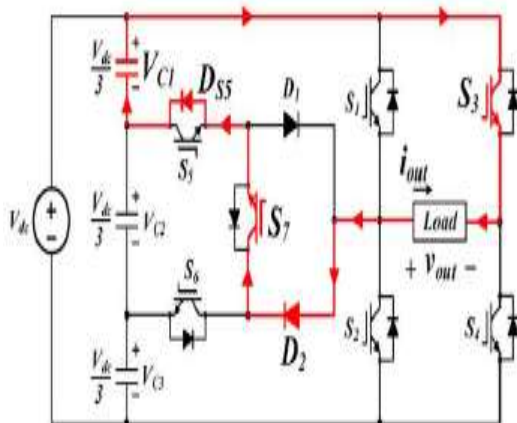 Vdc/3
+
−
VC1
DS5
D1
S1
S3
S5
iout
Vdc
+
−
Vdc/3
+
−
VC2
S7
Load
+ vout −
S6
D2
S2
S4
Vdc/3
+
−
VC3